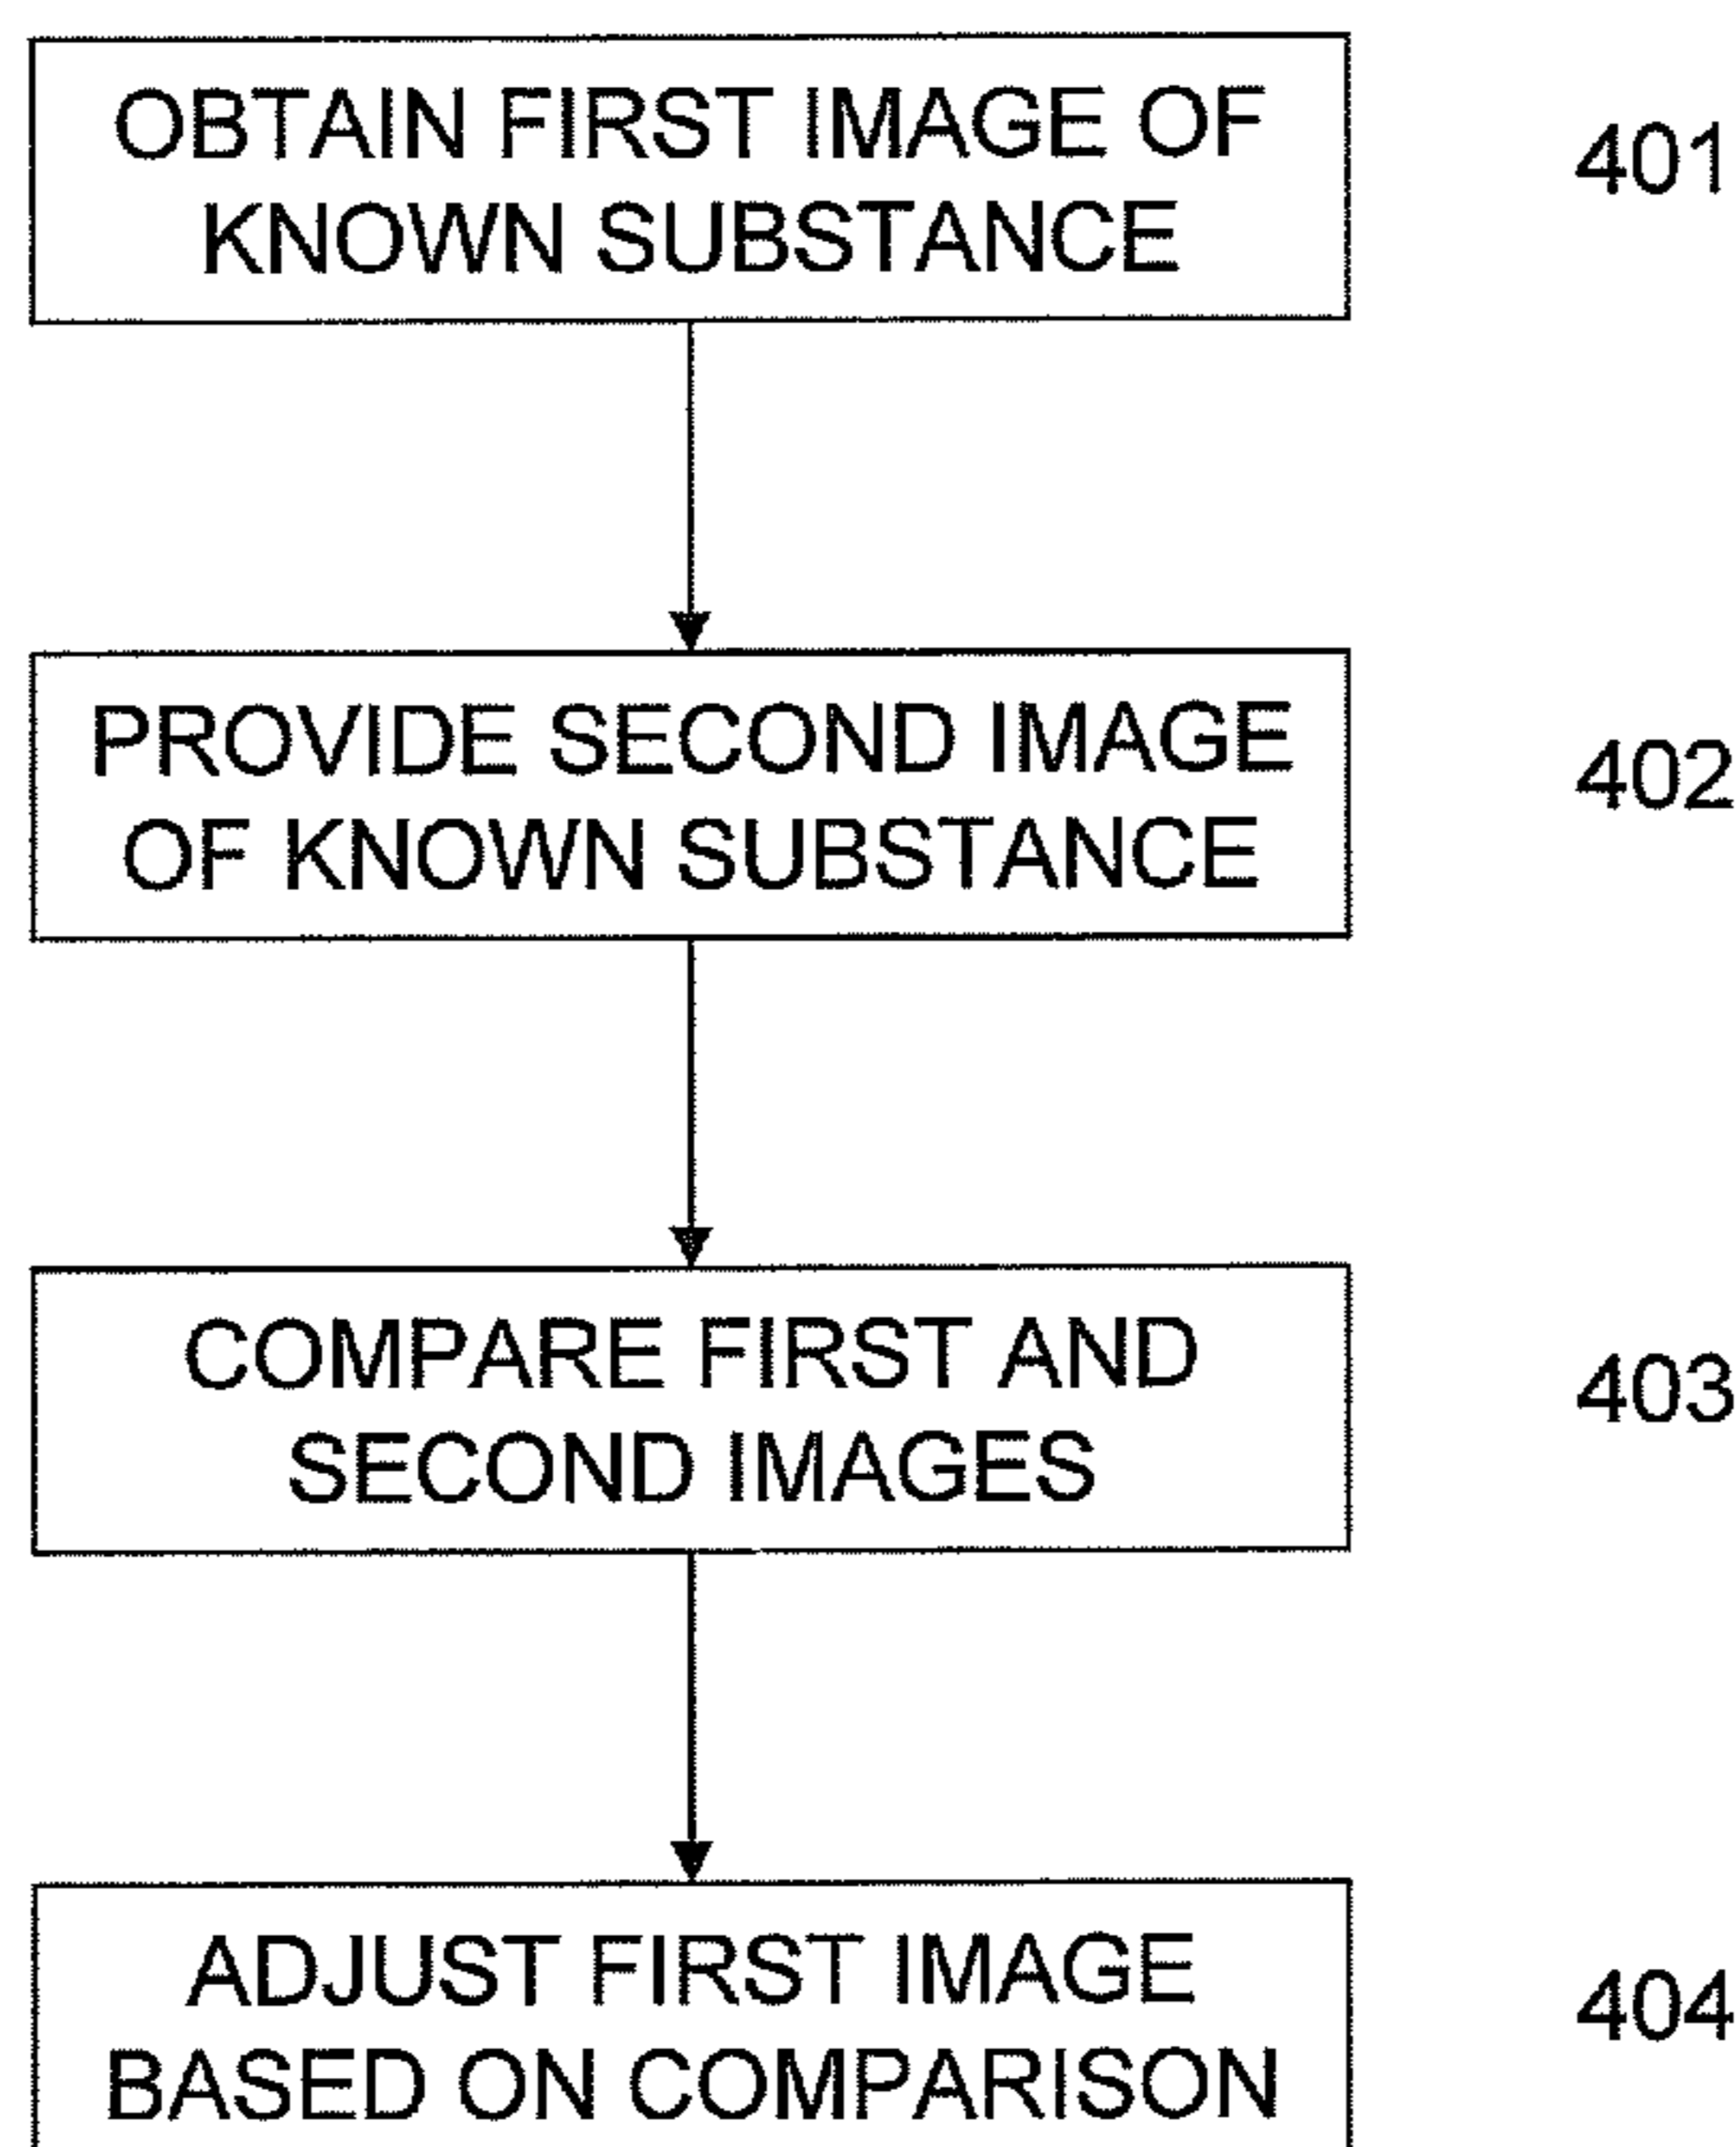 OBTAIN FIRST IMAGE OF
KNOWN SUBSTANCE
401
PROVIDE SECOND IMAGE
OF KNOWN SUBSTANCE
402
COMPARE FIRST AND
SECOND IMAGES
403
ADJUST FIRST IMAGE
BASED ON COMPARISON
404